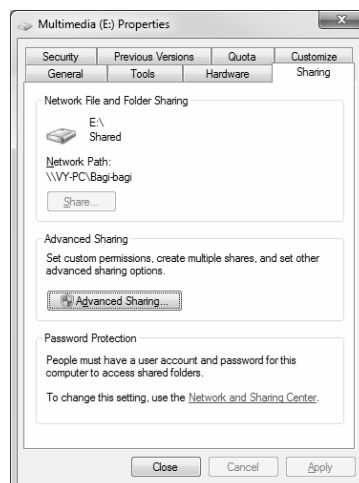 Multimedia (E:) Properties
x
Security Previous Versions Quota Customize
General Tools Hardware Sharing
Network File and Folder Sharing
E:\
Shared
Network Path:
\\VY-PC\Bagi-bagi
Share...
Advanced Sharing
Set custom permissions, create multiple shares, and set other
advanced sharing options.
Advanced Sharing...
Password Protection
People must have a user account and password for this
computer to access shared folders.
To change this setting, use the Network and Sharing Center.
Close Cancel Apply